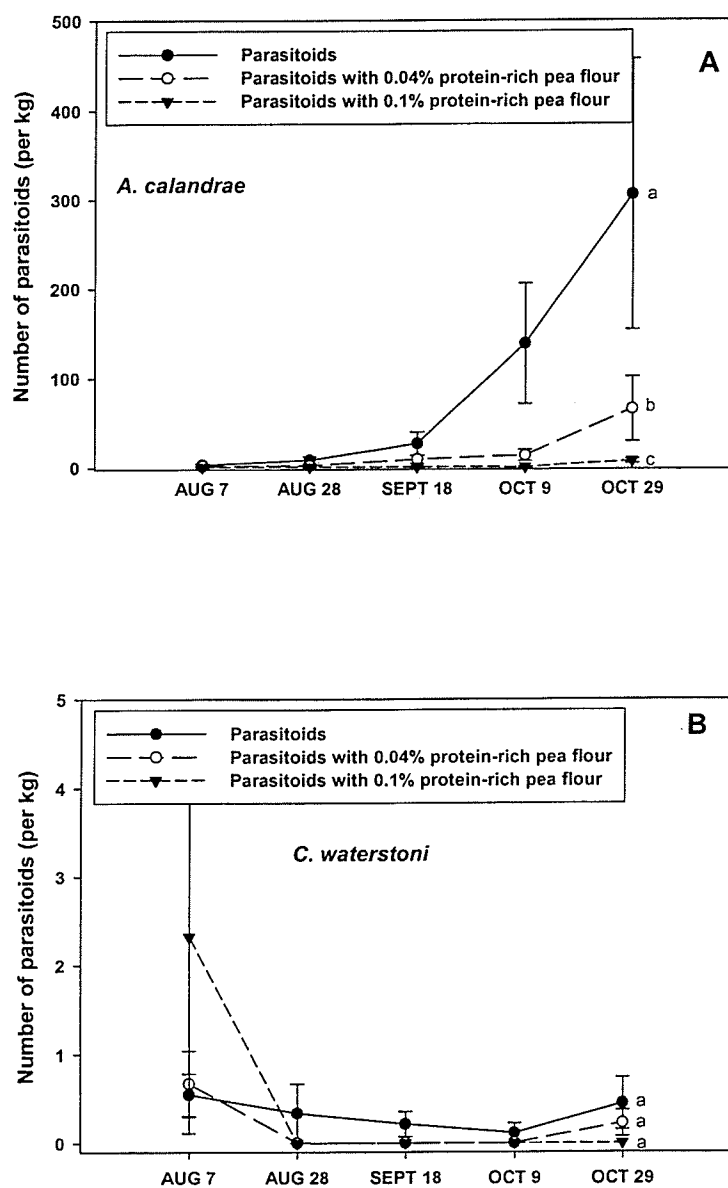 A
Parasitoids
Parasitoids with 0.04% protein-rich pea flour
Parasitoids with 0.1% protein-rich pea flour
A. calandrae
Number of parasitoids (per kg)
500
400
300
200
100
0
a
b
c
AUG 7 AUG 28 SEPT 18 OCT 9 OCT 29
B
Parasitoids
Parasitoids with 0.04% protein-rich pea flour
Parasitoids with 0.1% protein-rich pea flour
C. waterstoni
Number of parasitoids (per kg)
5
4
3
2
1
0
a
a
a
AUG 7 AUG 28 SEPT 18 OCT 9 OCT 29